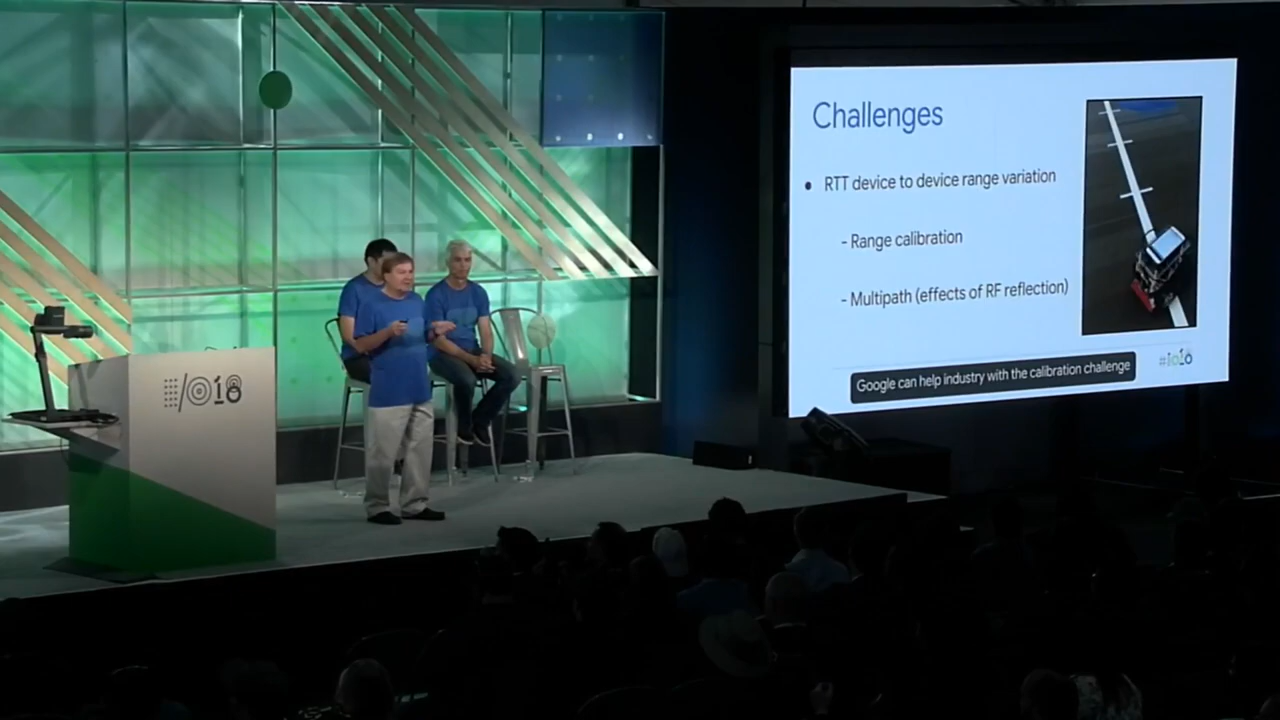 Challenges
● RTT device to device range variation
- Range calibration
- Multipath (effects of RF reflection)
Google can help industry with the calibration challenge
#io18
I/O18